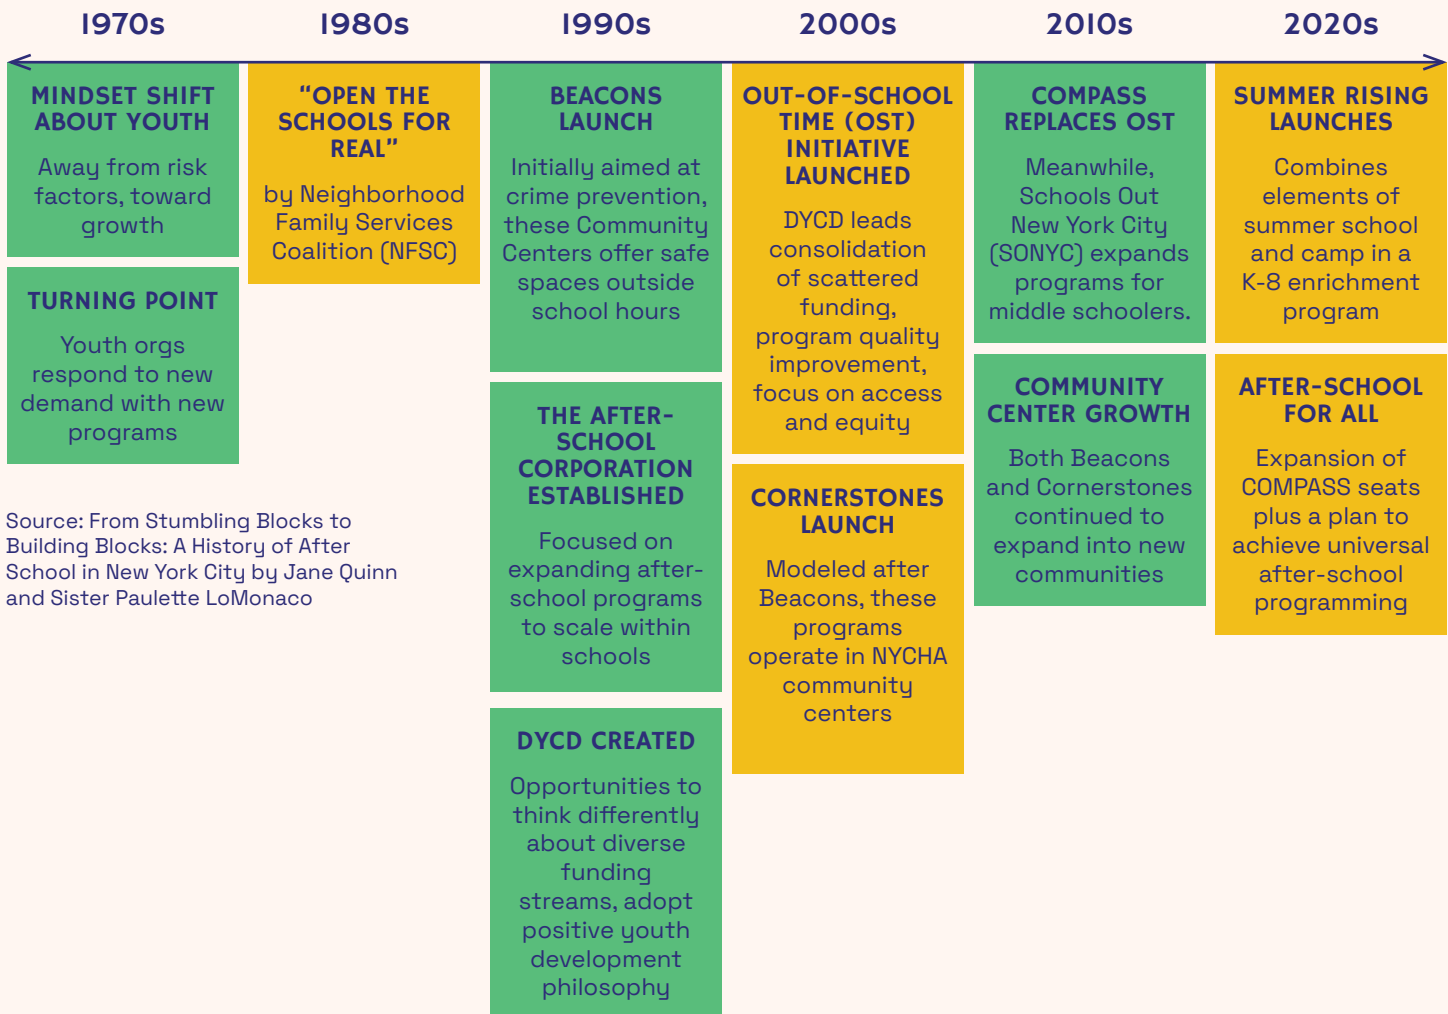 1970s
1980s
1990s
2000s
2010s
2020s
MINDSET SHIFT
ABOUT YOUTH
Away from risk
factors, toward
growth
TURNING POINT
Youth orgs
respond to new
demand with new
programs
"OPEN THE
SCHOOLS FOR
REAL"
by Neighborhood
Family Services
Coalition (NFSC)
BEACONS
LAUNCH
Initially aimed at
crime prevention,
these Community
Centers offer safe
spaces outside
school hours
THE AFTER-
SCHOOL
CORPORATION
ESTABLISHED
Focused on
expanding after-
school programs
to scale within
schools
DYCD CREATED
Opportunities to
think differently
about diverse
funding
streams, adopt
positive youth
development
philosophy
OUT-OF-SCHOOL
TIME (OST)
INITIATIVE
LAUNCHED
DYCD leads
consolidation
of scattered
funding,
program quality
improvement,
focus on access
and equity
CORNERSTONES
LAUNCH
Modeled after
Beacons, these
programs
operate in NYCHA
community
centers
COMPASS
REPLACES OST
Meanwhile,
Schools Out
New York City
(SONYC) expands
programs for
middle schoolers.
COMMUNITY
CENTER GROWTH
Both Beacons
and Cornerstones
continued to
expand into new
communities
SUMMER RISING
LAUNCHES
Combines
elements of
summer school
and camp in a
K-8 enrichment
program
AFTER-SCHOOL
FOR ALL
Expansion of
COMPASS seats
plus a plan to
achieve universal
after-school
programming
Source: From Stumbling Blocks to
Building Blocks: A History of After
School in New York City by Jane Quinn
and Sister Paulette LoMonaco